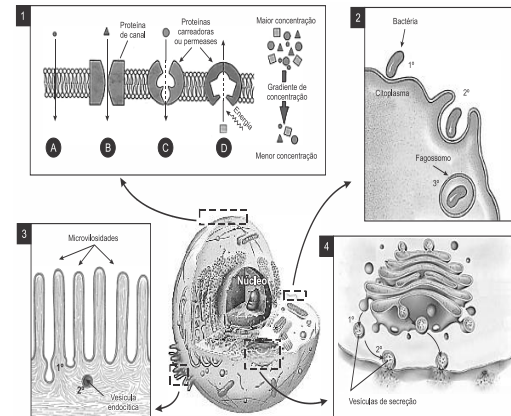 1
Proteína
de canal
Proteínas
carreadoras
ou permeases
Maior concentração
Gradiente de
concentração
Menor concentração
Energia
A
B
C
D
2
Bactéria
1º
Citoplasma
2º
Fagossomo
3º
3
Microvilosidades
1º
2º
Vesícula
endocítica
Núcleo
4
1º
2º
Vesículas de secreção